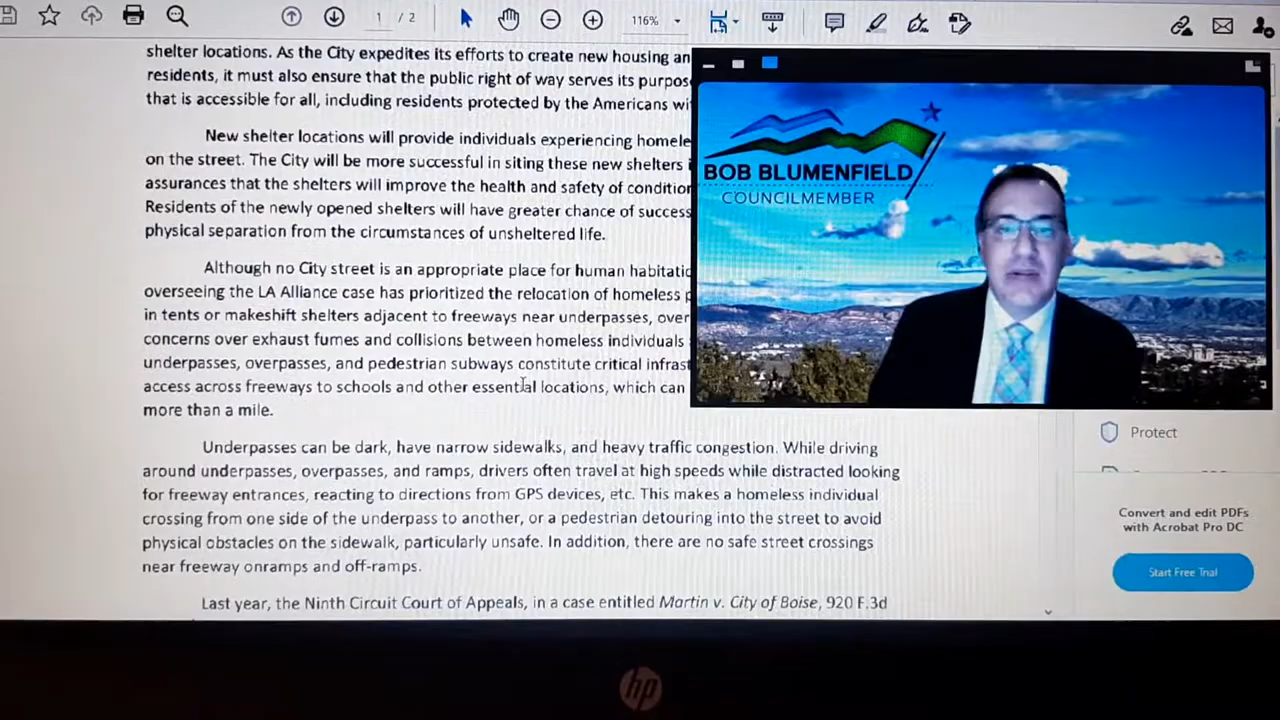 1 / 2
116%
shelter locations. As the City expedites its efforts to create new housing an
residents, it must also ensure that the public right of way serves its purpos
that is accessible for all, including residents protected by the Americans wi
New shelter locations will provide individuals experiencing homele
on the street. The City will be more successful in siting these new shelters i
assurances that the shelters will improve the health and safety of condition
Residents of the newly opened shelters will have greater chance of success
physical separation from the circumstances of unsheltered life.
Although no City street is an appropriate place for human habitatio
overseeing the LA Alliance case has prioritized the relocation of homeless p
in tents or makeshift shelters adjacent to freeways near underpasses, over
concerns over exhaust fumes and collisions between homeless individuals
underpasses, overpasses, and pedestrian subways constitute critical infrast
access across freeways to schools and other essential locations, which can
more than a mile.
BOB BLUMENFIELD
COUNCILMEMBER
Underpasses can be dark, have narrow sidewalks, and heavy traffic congestion. While driving
around underpasses, overpasses, and ramps, drivers often travel at high speeds while distracted looking
for freeway entrances, reacting to directions from GPS devices, etc. This makes a homeless individual
crossing from one side of the underpass to another, or a pedestrian detouring into the street to avoid
physical obstacles on the sidewalk, particularly unsafe. In addition, there are no safe street crossings
near freeway onramps and off-ramps.
Last year, the Ninth Circuit Court of Appeals, in a case entitled Martin v. City of Boise, 920 F.3d
Protect
Convert and edit PDFs
with Acrobat Pro DC
Start Free Trial
hp